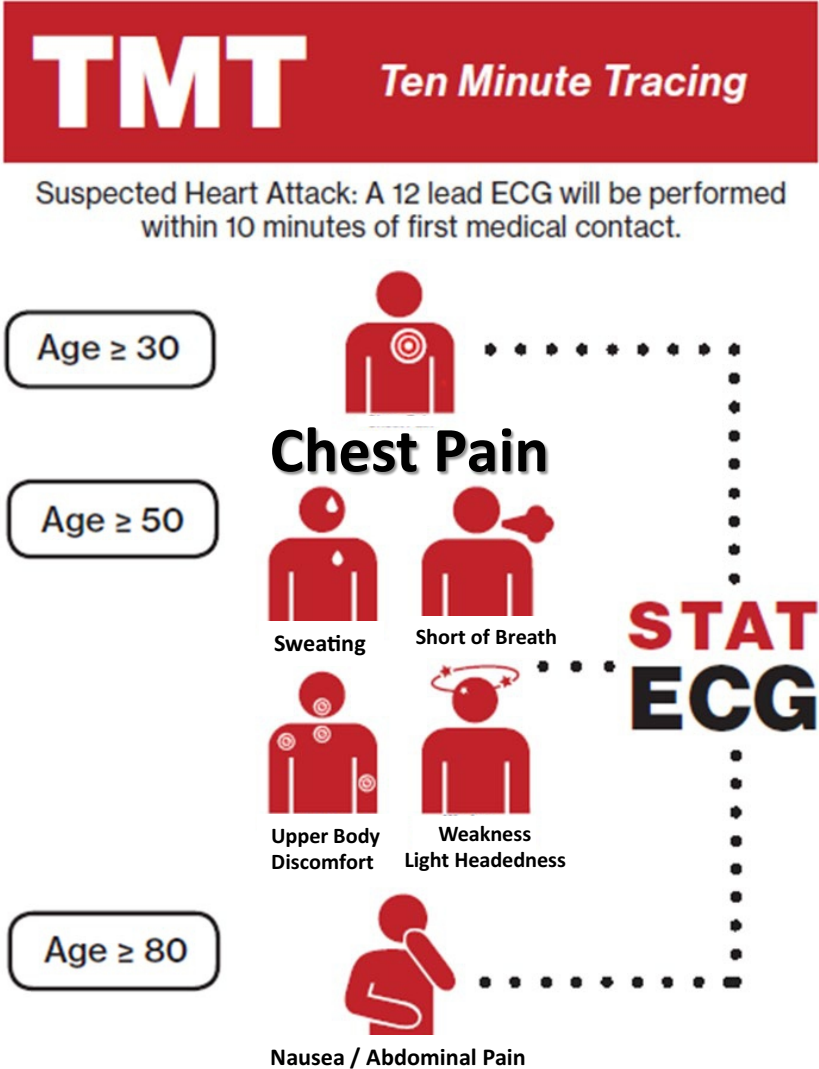 TMT
Ten Minute Tracing
Suspected Heart Attack: A 12 lead ECG will be performed
within 10 minutes of first medical contact.
Age ≥ 30
Chest Pain
Age ≥ 50
Sweating
Short of Breath
STAT
ECG
Upper Body
Discomfort
Weakness
Light Headedness
Age ≥ 80
Nausea / Abdominal Pain